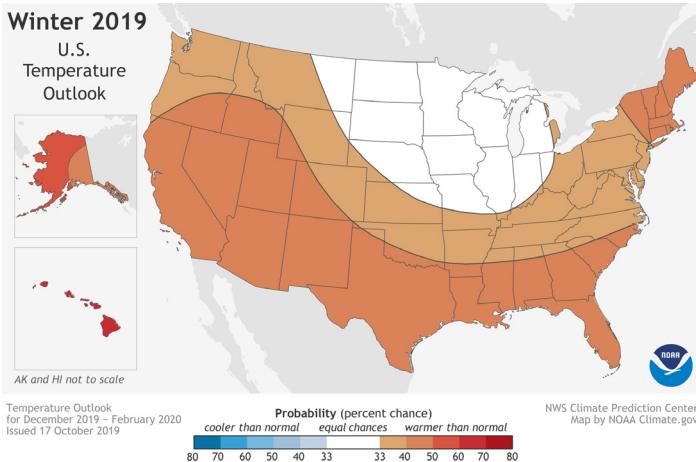 Winter 2019
U.S.
Temperature
Outlook
AK and HI not to scale
NOAA
Temperature Outlook
for December 2019 – February 2020
Issued 17 October 2019
NWS Climate Prediction Center
Map by NOAA Climate.gov
Probability (percent chance)
cooler than normal equal chances warmer than normal
80 70 60 50 40 33 33 40 50 60 70 80